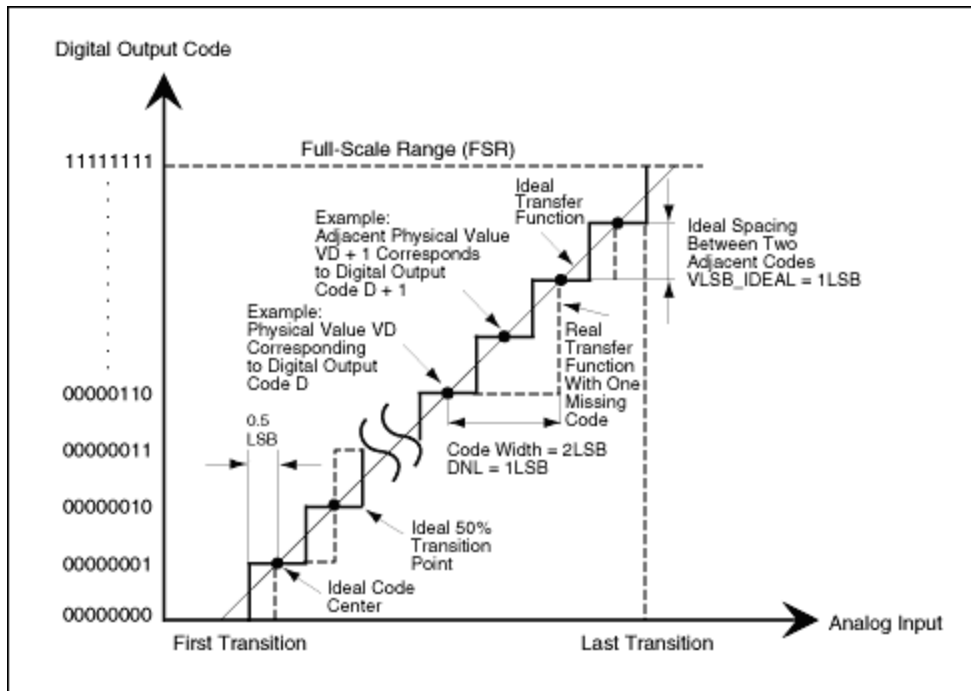 Digital Output Code
11111111
Full-Scale Range (FSR)
Ideal
Transfer
Function
Example:
Adjacent Physical Value
VD + 1 Corresponds
to Digital Output
Code D + 1
Ideal Spacing
Between Two
Adjacent Codes
VLSB_IDEAL = 1LSB
Example:
Physical Value VD
Corresponding
to Digital Output
Code D
Real
Transfer
Function
With One
Missing
Code
00000110
0.5
LSB
00000011
Code Width = 2LSB
DNL = 1LSB
00000010
Ideal 50%
Transition
Point
00000001
Ideal Code
Center
00000000
First Transition
Last Transition
Analog Input